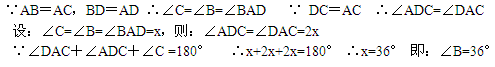 ∵AB＝AC，BD＝AD ∴∠C=∠B=∠BAD ∵ DC＝AC ∴∠ADC=∠DAC
设：∠C=∠B=∠BAD=x，则：∠ADC=∠DAC=2x
∵∠DAC＋∠ADC＋∠C =180° ∴x+2x+2x=180° ∴x=36° 即：∠B=36°